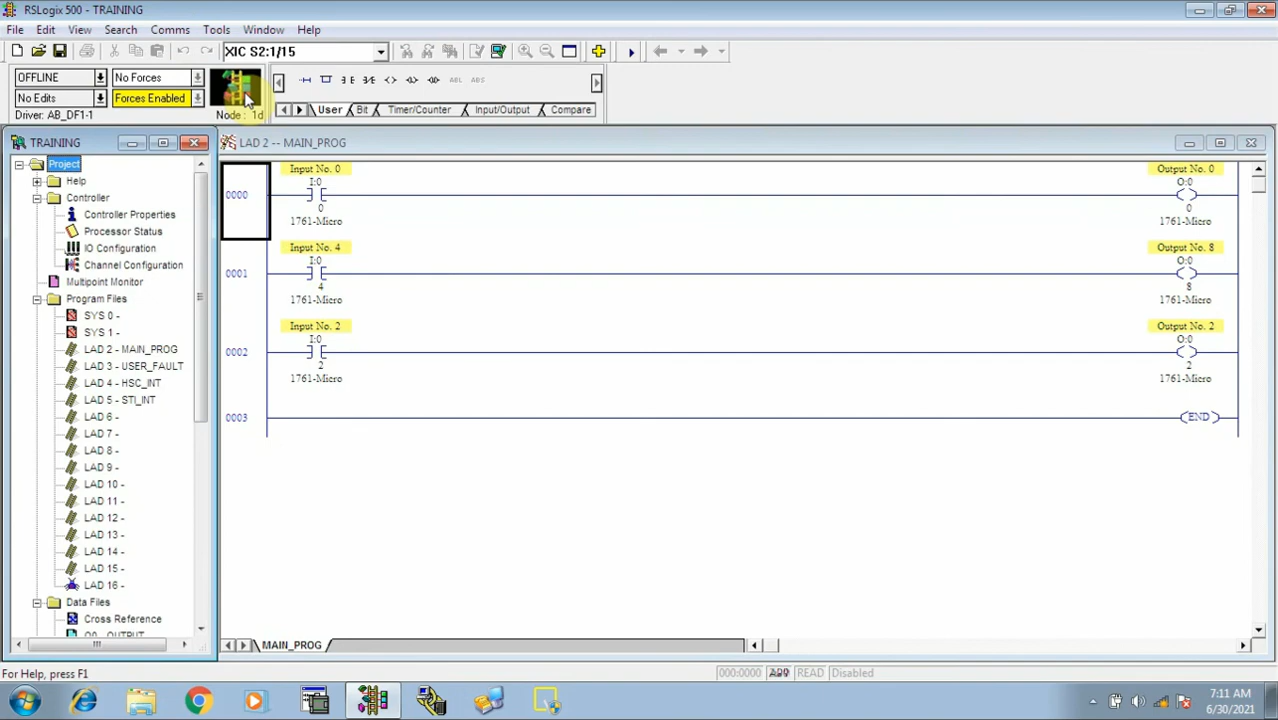 RSLogix 500 - TRAINING
File Edit View Search Comms Tools Window Help
XIC S2:1/15
OFFLINE No Forces
No Edits Forces Enabled
Driver: AB_DF1-1 Node : 1d
User Bit Timer/Counter Input/Output Compare
TRAINING
Project
Help
Controller
Controller Properties
Processor Status
IO Configuration
Channel Configuration
Multipoint Monitor
Program Files
SYS 0 -
SYS 1 -
LAD 2 - MAIN_PROG
LAD 3 - USER_FAULT
LAD 4 - HSC_INT
LAD 5 - STI_INT
LAD 6 -
LAD 7 -
LAD 8 -
LAD 9 -
LAD 10 -
LAD 11 -
LAD 12 -
LAD 13 -
LAD 14 -
LAD 15 -
LAD 16 -
Data Files
Cross Reference
O0 - OUTPUT
LAD 2 -- MAIN_PROG
Input No. 0 Output No. 0
I:0 O:0
0000
0 0
1761-Micro 1761-Micro
Input No. 4 Output No. 8
I:0 O:0
0001
4 8
1761-Micro 1761-Micro
Input No. 2 Output No. 2
I:0 O:0
0002
2 2
1761-Micro 1761-Micro
0003 END
MAIN_PROG
For Help, press F1
000:0000 APP READ Disabled
7:11 AM
6/30/2021